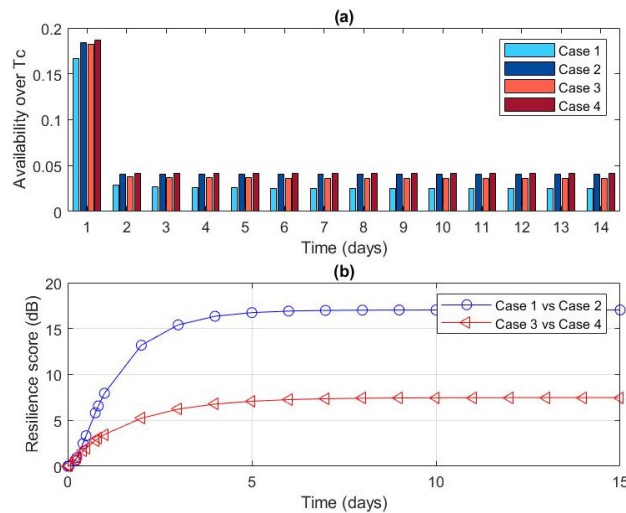 (a)
0.2
0.15
0.1
0.05
0
Availability over Tc
Case 1
Case 2
Case 3
Case 4
1 2 3 4 5 6 7 8 9 10 11 12 13 14
Time (days)
(b)
20
15
10
5
0
Resilience score (dB)
Case 1 vs Case 2
Case 3 vs Case 4
0 5 10 15
Time (days)